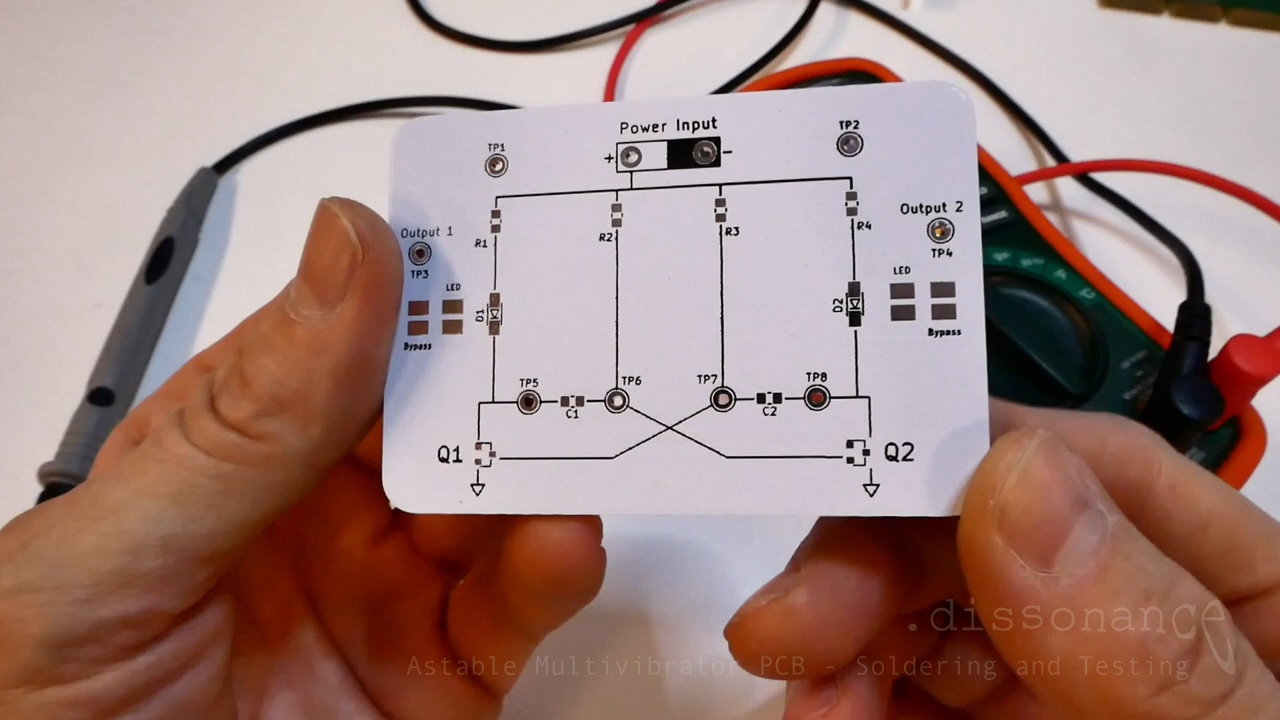 Power Input
+
-
TP1
TP2
R1
R2
R3
R4
Output 1
TP3
LED
Bypass
D1
D2
Output 2
TP4
LED
Bypass
TP5
TP6
TP7
TP8
C1
C2
Q1
Q2
.dissonance
Astable Multivibrator PCB - Soldering and Testing